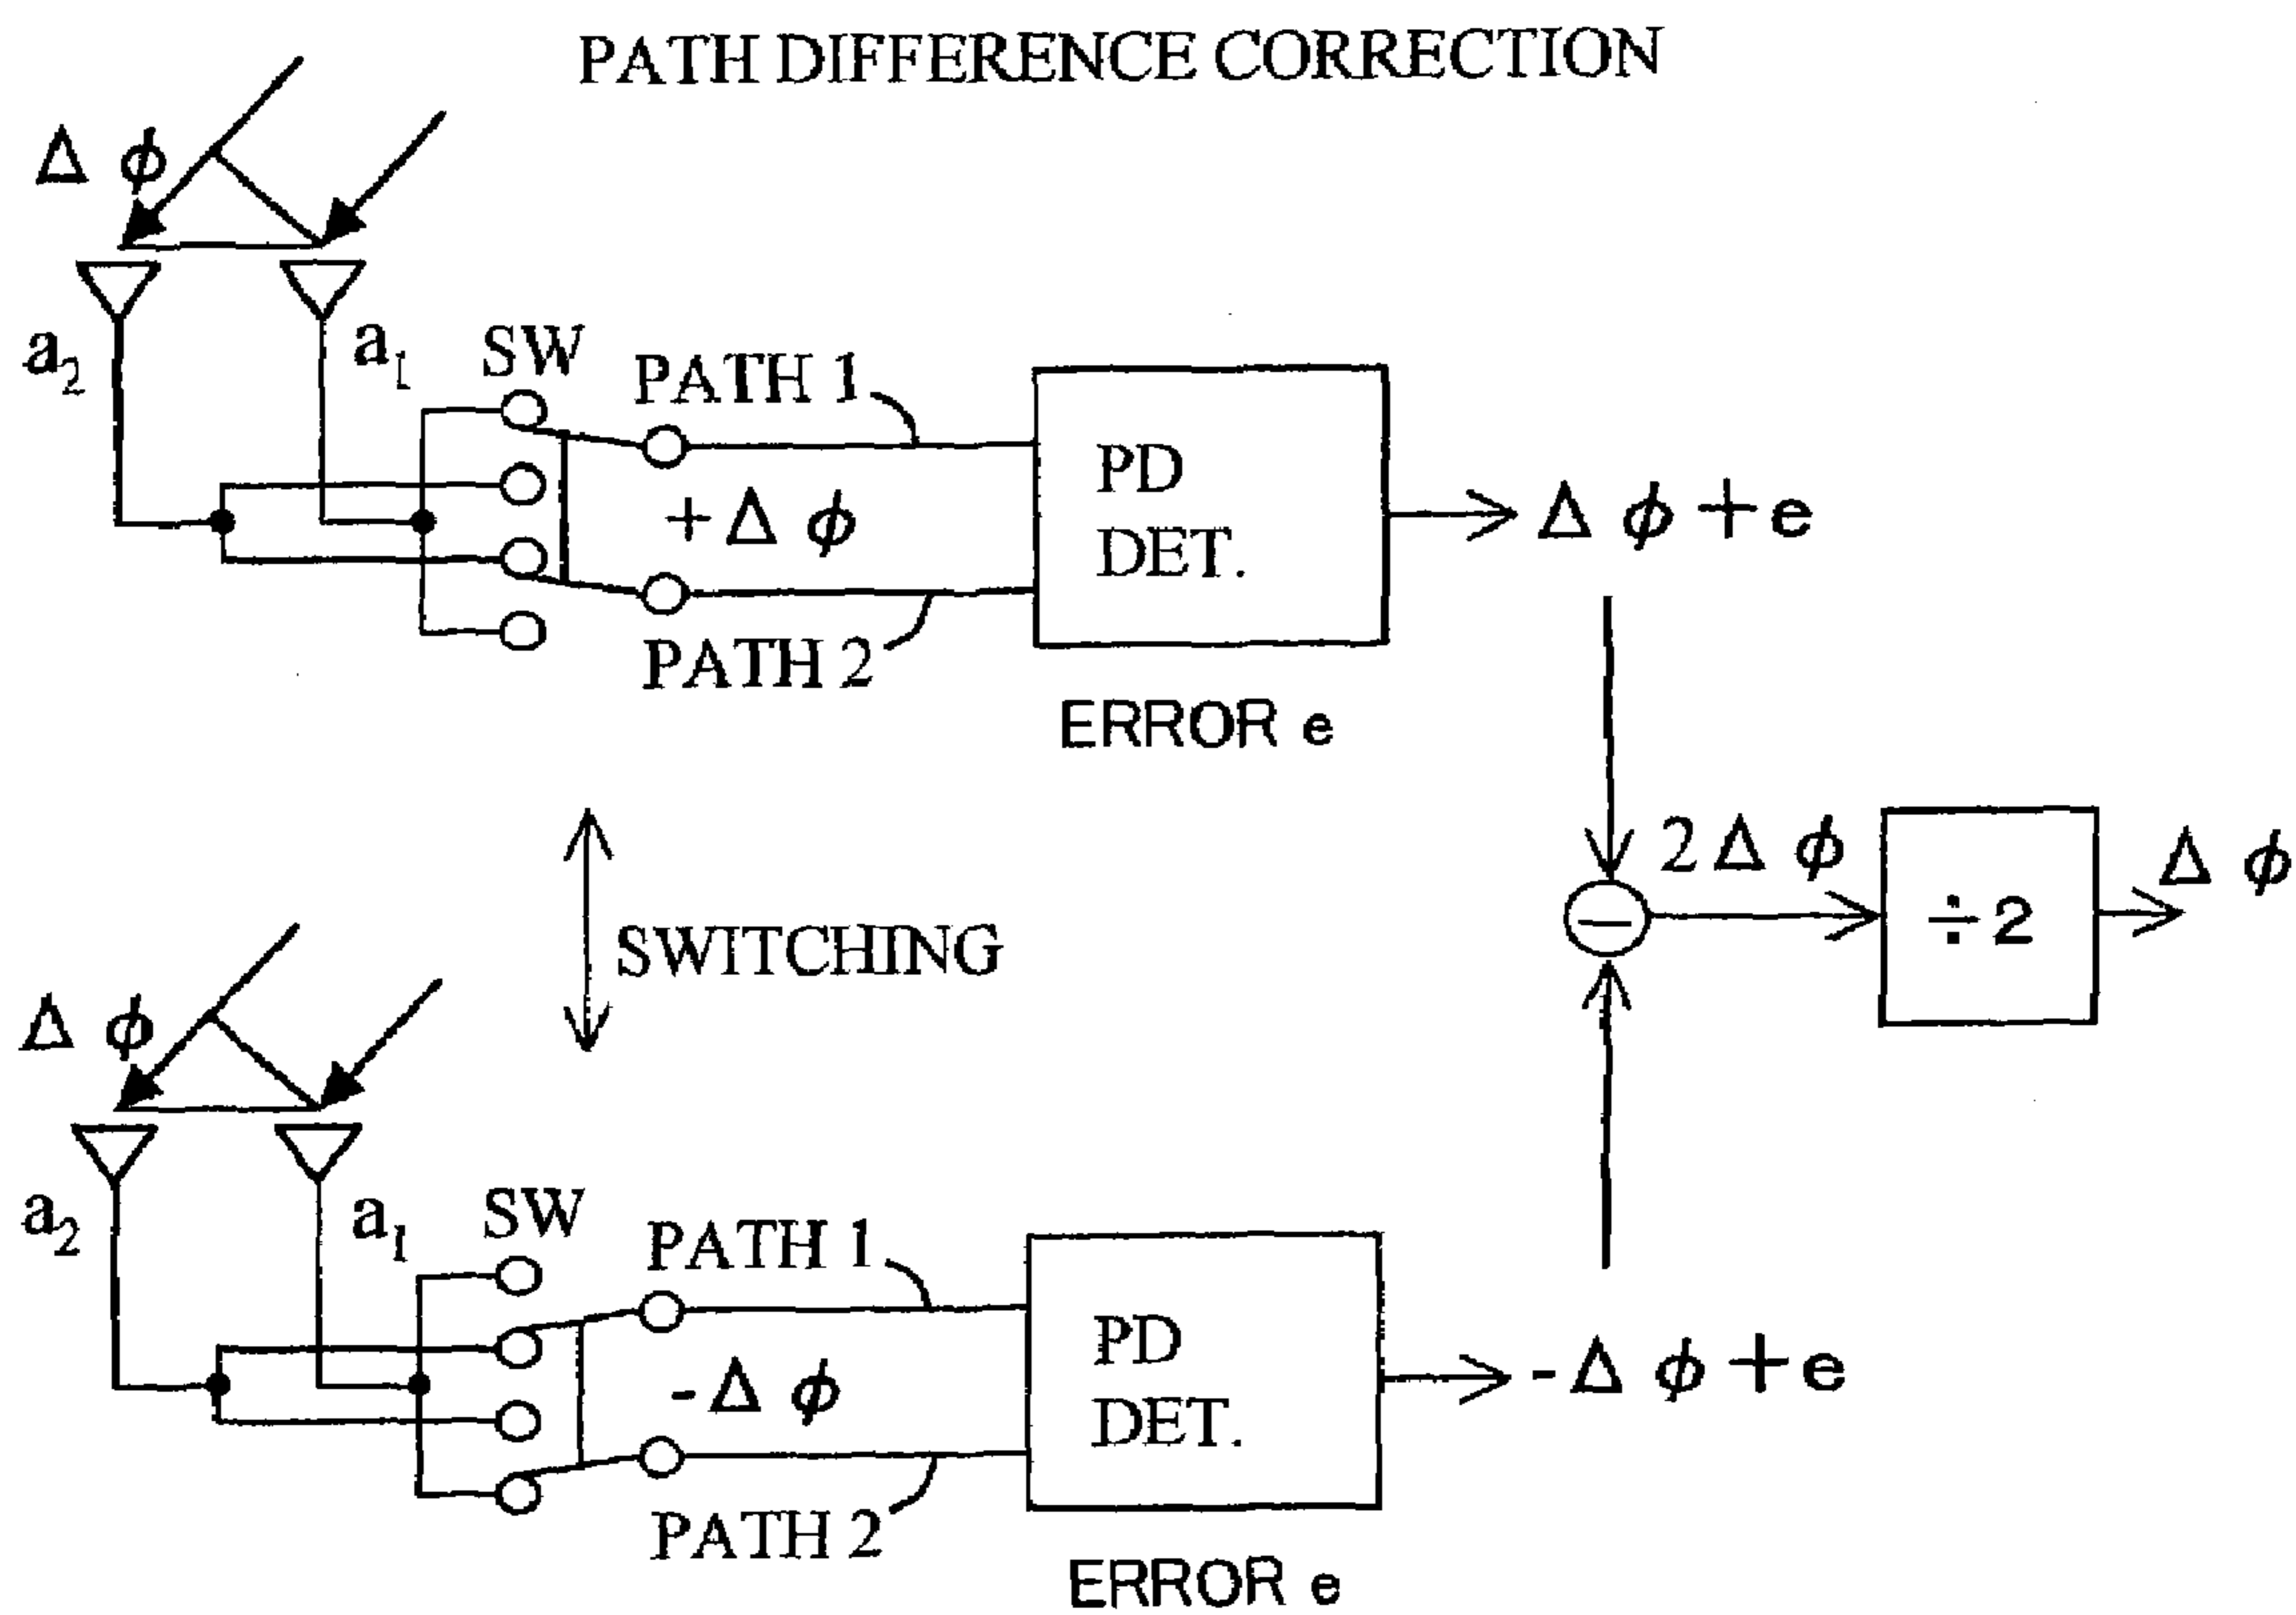 PATH DIFFERENCE CORRECTION
Δ ϕ
a₂
a₁
SW
PATH 1
+Δ ϕ
PATH 2
PD
DET.
ERROR e
Δ ϕ+e
SWITCHING
−
2Δ ϕ
÷2
Δ ϕ
Δ ϕ
a₂
a₁
SW
PATH 1
-Δ ϕ
PATH 2
PD
DET.
ERROR e
-Δ ϕ+e